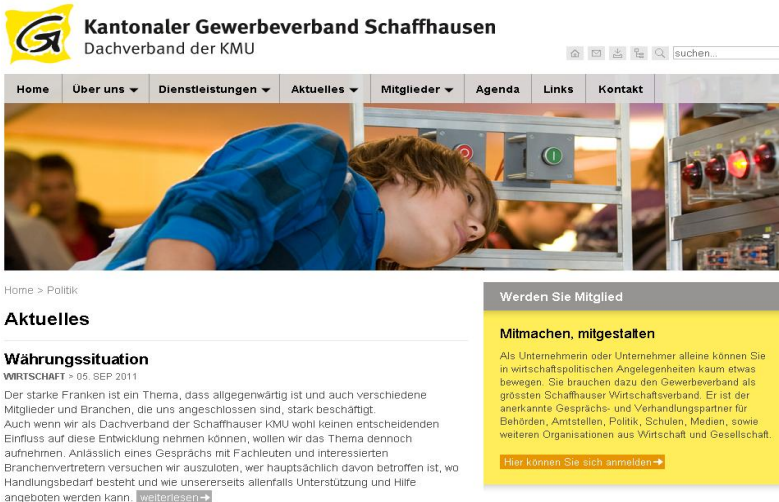 Kantonaler Gewerbeverband Schaffhausen
Dachverband der KMU
suchen...
Home Über uns Dienstleistungen Aktuelles Mitglieder Agenda Links Kontakt
Home > Politik
Aktuelles
Währungssituation
WIRTSCHAFT > 05. SEP 2011
Der starke Franken ist ein Thema, dass allgegenwärtig ist und auch verschiedene
Mitglieder und Branchen, die uns angeschlossen sind, stark beschäftigt.
Auch wenn wir als Dachverband der Schaffhauser KMU wohl keinen entscheidenden
Einfluss auf diese Entwicklung nehmen können, wollen wir das Thema dennoch
aufnehmen. Anlässlich eines Gesprächs mit Fachleuten und interessierten
Branchenvertretern versuchen wir auszuloten, wer hauptsächlich davon betroffen ist, wo
Handlungsbedarf besteht und wie unsererseits allenfalls Unterstützung und Hilfe
angeboten werden kann. weiterlesen
Werden Sie Mitglied
Mitmachen, mitgestalten
Als Unternehmerin oder Unternehmer alleine können Sie
in wirtschaftspolitischen Angelegenheiten kaum etwas
bewegen. Sie brauchen dazu den Gewerbeverband als
grössten Schaffhauser Wirtschaftsverband. Er ist der
anerkannte Gesprächs- und Verhandlungspartner für
Behörden, Amtstellen, Politik, Schulen, Medien, sowie
weiteren Organisationen aus Wirtschaft und Gesellschaft.
Hier können Sie sich anmelden